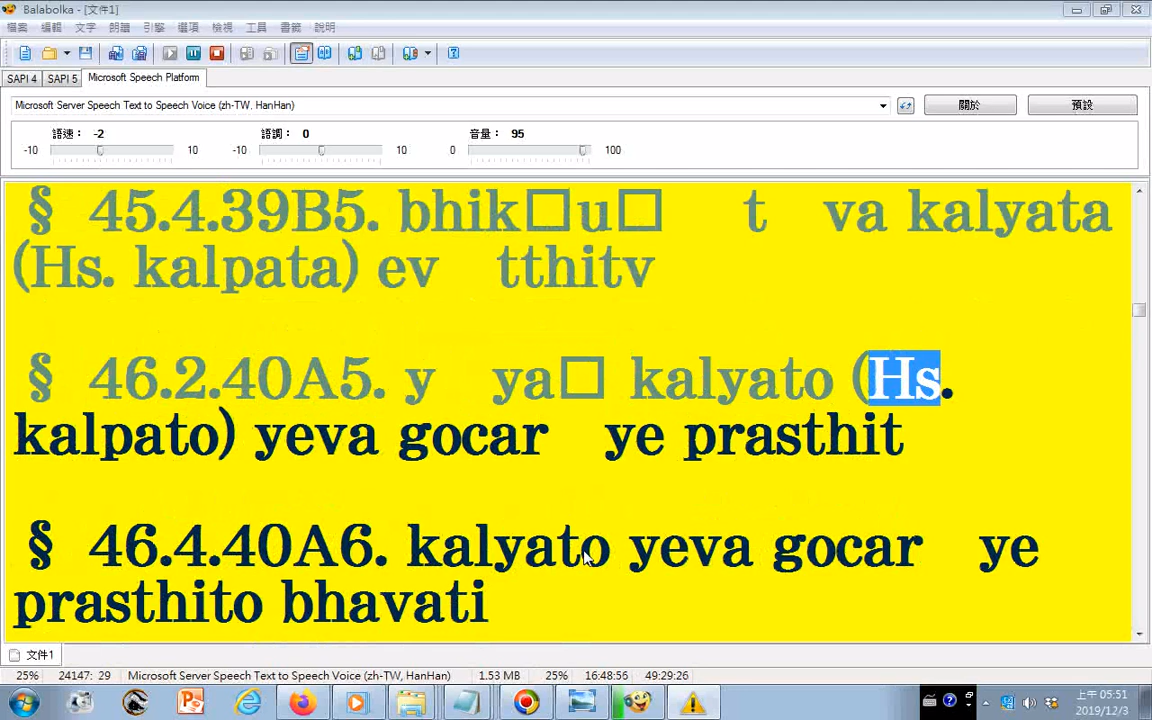 Balabolka - [文件1]
檔案 編輯 文字 朗讀 引擎 選項 檢視 工具 書籤 說明
SAPI 4 SAPI 5 Microsoft Speech Platform
Microsoft Server Speech Text to Speech Voice (zh-TW, HanHan) 關於 預設
語速： -2 語調： 0 音量： 95
-10 10 -10 10 0 100
§ 45.4.39B5. bhik□u□ t va kalyata
(Hs. kalpata) ev tthitv
§ 46.2.40A5. y ya□ kalyato (Hs.
kalpato) yeva gocar ye prasthit
§ 46.4.40A6. kalyato yeva gocar ye
prasthito bhavati
文件1
25% 24147: 29 Microsoft Server Speech Text to Speech Voice (zh-TW, HanHan) 1.53 MB 25% 16:48:56 49:29:26
上午 05:51
2019/12/3